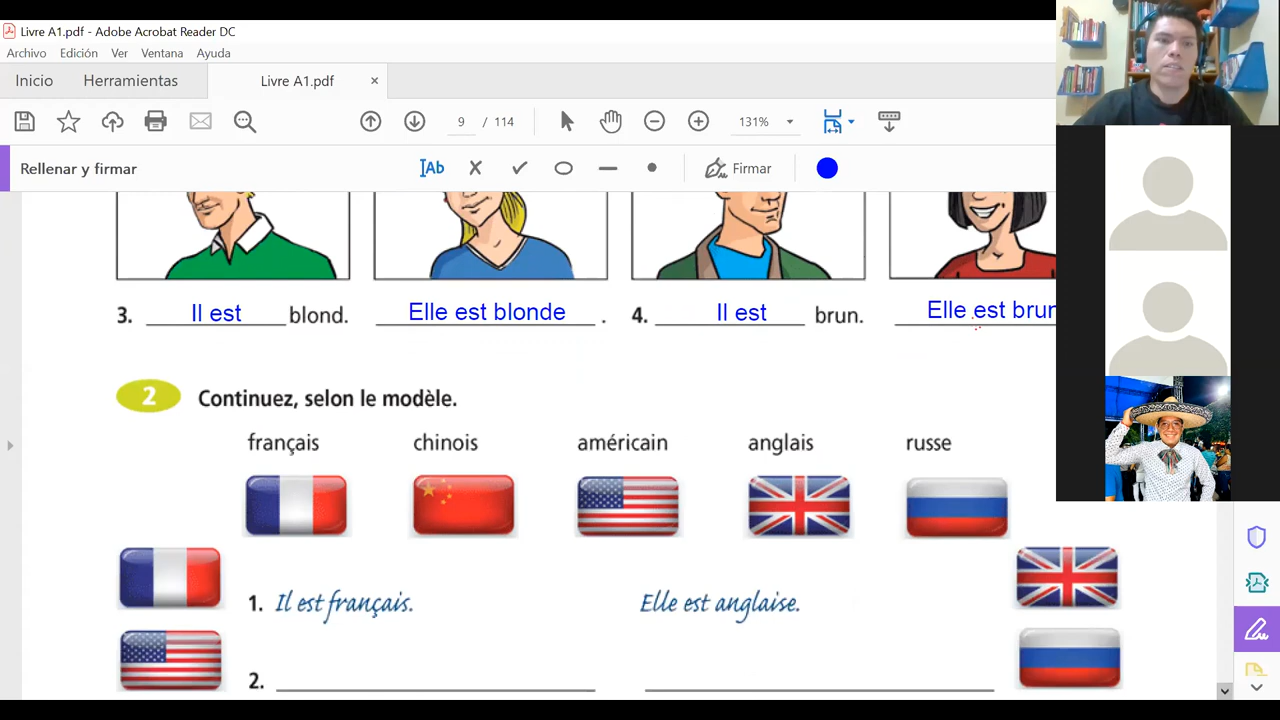 Livre A1.pdf - Adobe Acrobat Reader DC
Archivo Edición Ver Ventana Ayuda
Inicio Herramientas Livre A1.pdf ×
9 / 114 131%
Rellenar y firmar Ab Firmar
3. Il est blond. Elle est blonde . 4. Il est brun. Elle est brun
2 Continuez, selon le modèle.
français chinois américain anglais russe
1. Il est français. Elle est anglaise.
2.